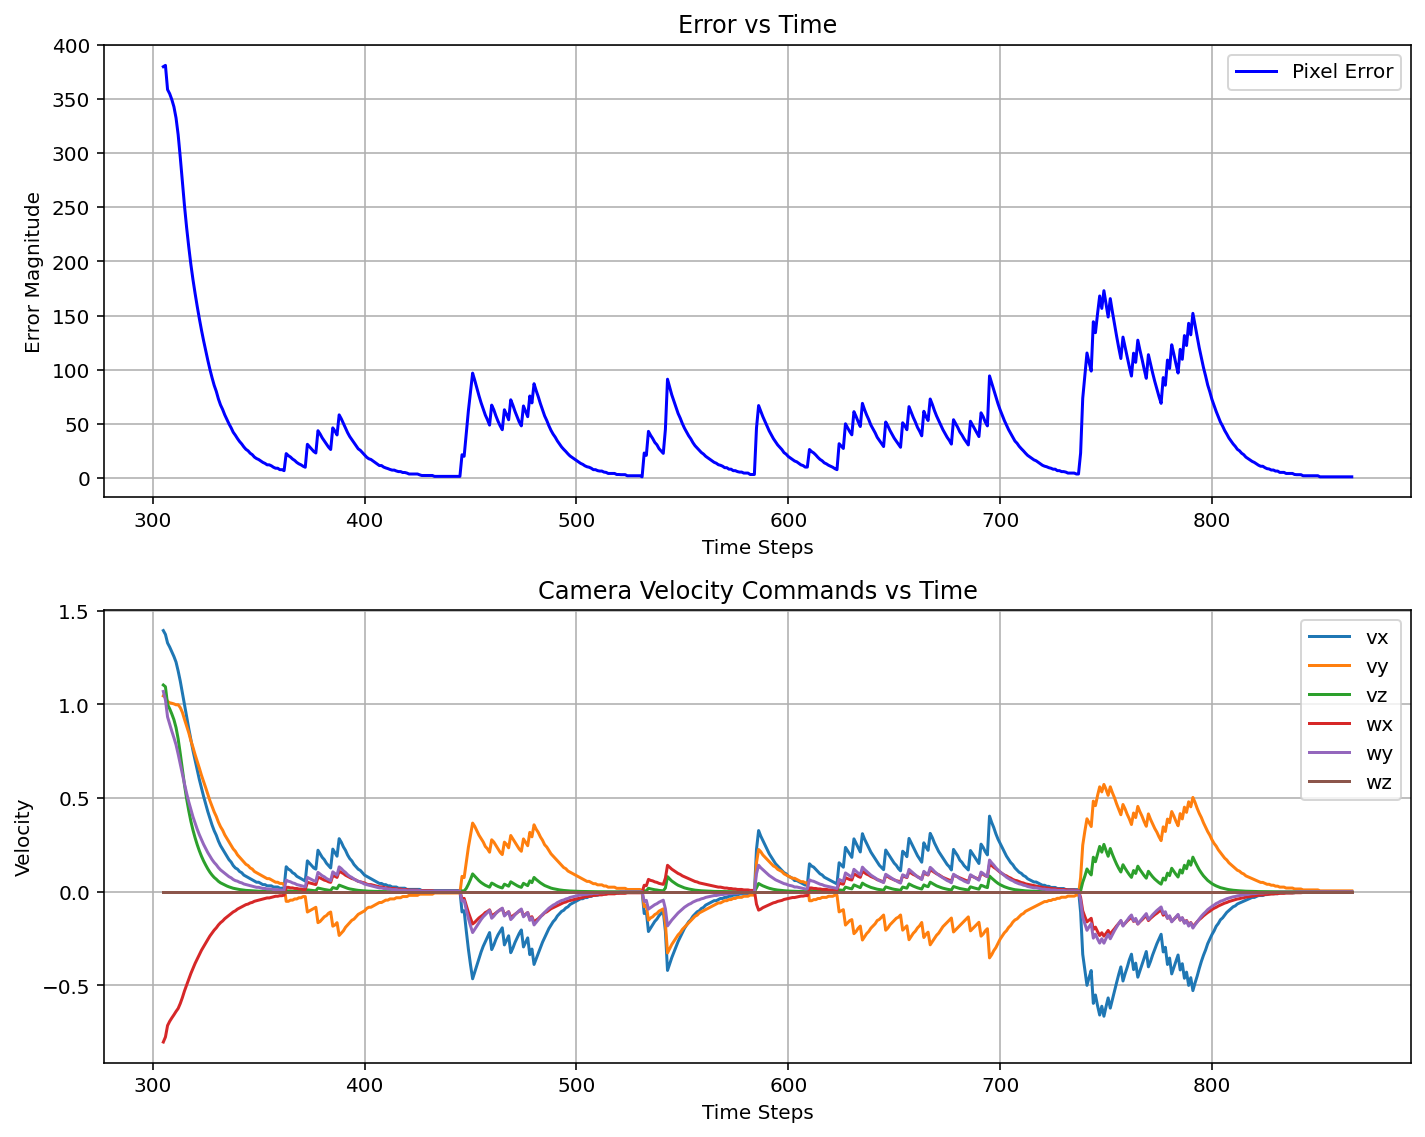 Error vs Time
400
350
300
250
200
150
100
50
0
Error Magnitude
Pixel Error
300 400 500 600 700 800
Time Steps
Camera Velocity Commands vs Time
1.5
1.0
0.5
0.0
−0.5
Velocity
vx
vy
vz
wx
wy
wz
300 400 500 600 700 800
Time Steps